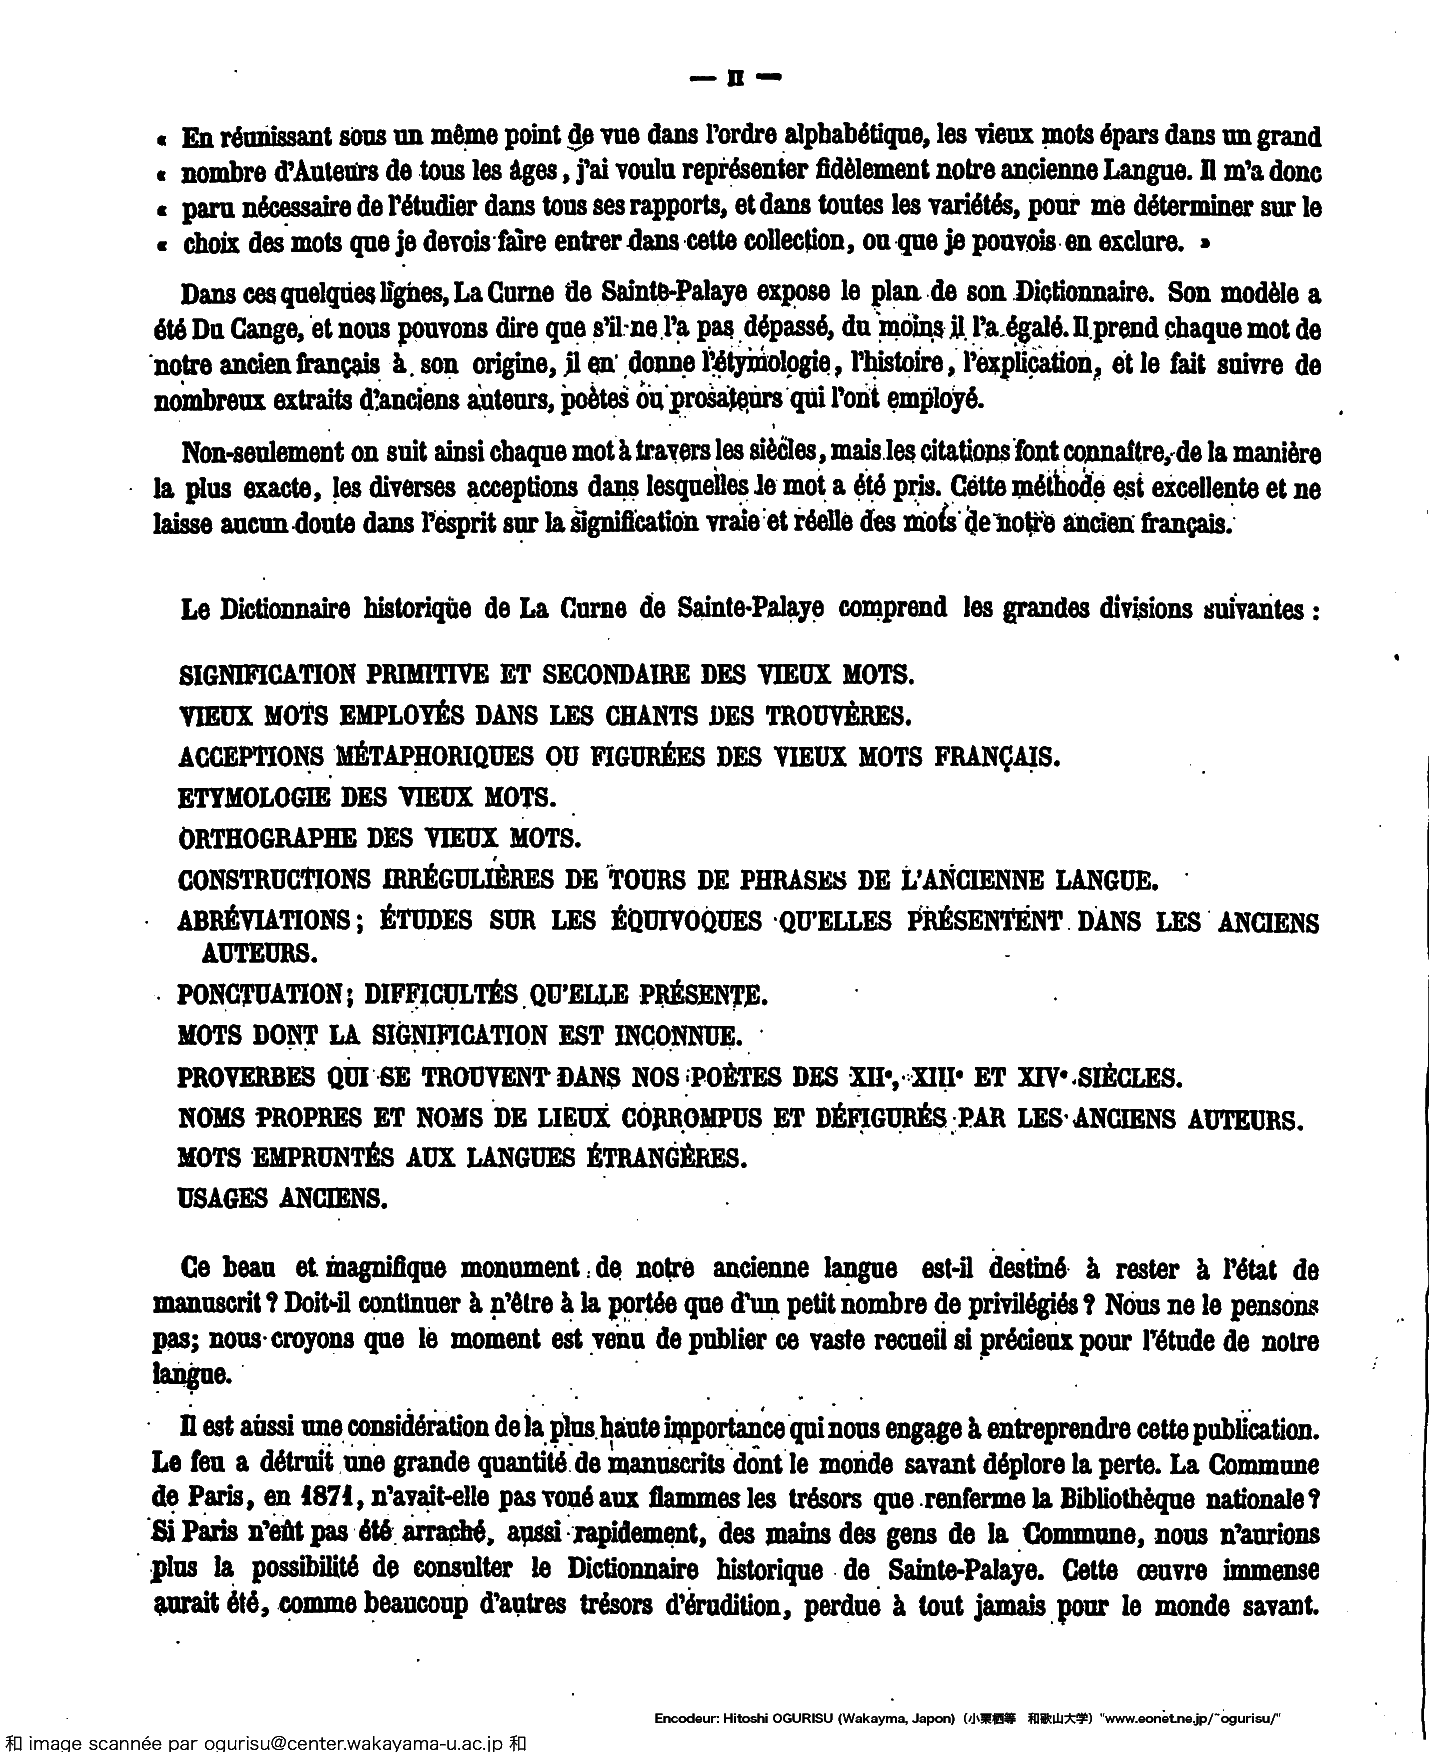 — II —
« En réunissant sous un même point de vue dans l'ordre alphabétique, les vieux mots épars dans un grand
« nombre d'Auteurs de tous les âges, j'ai voulu représenter fidèlement notre ancienne Langue. Il m'a donc
« paru nécessaire de l'étudier dans tous ses rapports, et dans toutes les variétés, pour me déterminer sur le
« choix des mots que je devois faire entrer dans cette collection, ou que je pouvois en exclure. »
Dans ces quelques lignes, La Curne de Sainte-Palaye expose le plan de son Dictionnaire. Son modèle a
été Du Cange, et nous pouvons dire que s'il ne l'a pas dépassé, du moins il l'a égalé. Il prend chaque mot de
notre ancien français à son origine, il en donne l'étymologie, l'histoire, l'explication, et le fait suivre de
nombreux extraits d'anciens auteurs, poètes ou prosateurs qui l'ont employé.
Non-seulement on suit ainsi chaque mot à travers les siècles, mais les citations font connaître, de la manière
la plus exacte, les diverses acceptions dans lesquelles le mot a été pris. Cette méthode est excellente et ne
laisse aucun doute dans l'esprit sur la signification vraie et réelle des mots de notre ancien français.
Le Dictionnaire historique de La Curne de Sainte-Palaye comprend les grandes divisions suivantes :
SIGNIFICATION PRIMITIVE ET SECONDAIRE DES VIEUX MOTS.
VIEUX MOTS EMPLOYÉS DANS LES CHANTS DES TROUVÈRES.
ACCEPTIONS MÉTAPHORIQUES OU FIGURÉES DES VIEUX MOTS FRANÇAIS.
ETYMOLOGIE DES VIEUX MOTS.
ORTHOGRAPHE DES VIEUX MOTS.
CONSTRUCTIONS IRRÉGULIÈRES DE TOURS DE PHRASES DE L'ANCIENNE LANGUE.
ABRÉVIATIONS; ÉTUDES SUR LES ÉQUIVOQUES QU'ELLES PRÉSENTENT DANS LES ANCIENS
AUTEURS.
PONCTUATION; DIFFICULTÉS QU'ELLE PRÉSENTE.
MOTS DONT LA SIGNIFICATION EST INCONNUE.
PROVERBES QUI SE TROUVENT DANS NOS POÈTES DES XIIe, XIIIe ET XIVe SIÈCLES.
NOMS PROPRES ET NOMS DE LIEUX CORROMPUS ET DÉFIGURÉS PAR LES ANCIENS AUTEURS.
MOTS EMPRUNTÉS AUX LANGUES ÉTRANGÈRES.
USAGES ANCIENS.
Ce beau et magnifique monument de notre ancienne langue est-il destiné à rester à l'état de
manuscrit ? Doit-il continuer à n'être à la portée que d'un petit nombre de privilégiés ? Nous ne le pensons
pas; nous croyons que le moment est venu de publier ce vaste recueil si précieux pour l'étude de notre
langue.
Il est aussi une considération de la plus haute importance qui nous engage à entreprendre cette publication.
Le feu a détruit une grande quantité de manuscrits dont le monde savant déplore la perte. La Commune
de Paris, en 1871, n'avait-elle pas voué aux flammes les trésors que renferme la Bibliothèque nationale ?
Si Paris n'eût pas été arraché, aussi rapidement, des mains des gens de la Commune, nous n'aurions
plus la possibilité de consulter le Dictionnaire historique de Sainte-Palaye. Cette œuvre immense
aurait été, comme beaucoup d'autres trésors d'érudition, perdue à tout jamais pour le monde savant.
Encodeur: Hitoshi OGURISU (Wakayma, Japon) (小栗栖等 和歌山大学) "www.eonet.ne.jp/~ogurisu/"
和 image scannée par ogurisu@center.wakayama-u.ac.jp 和